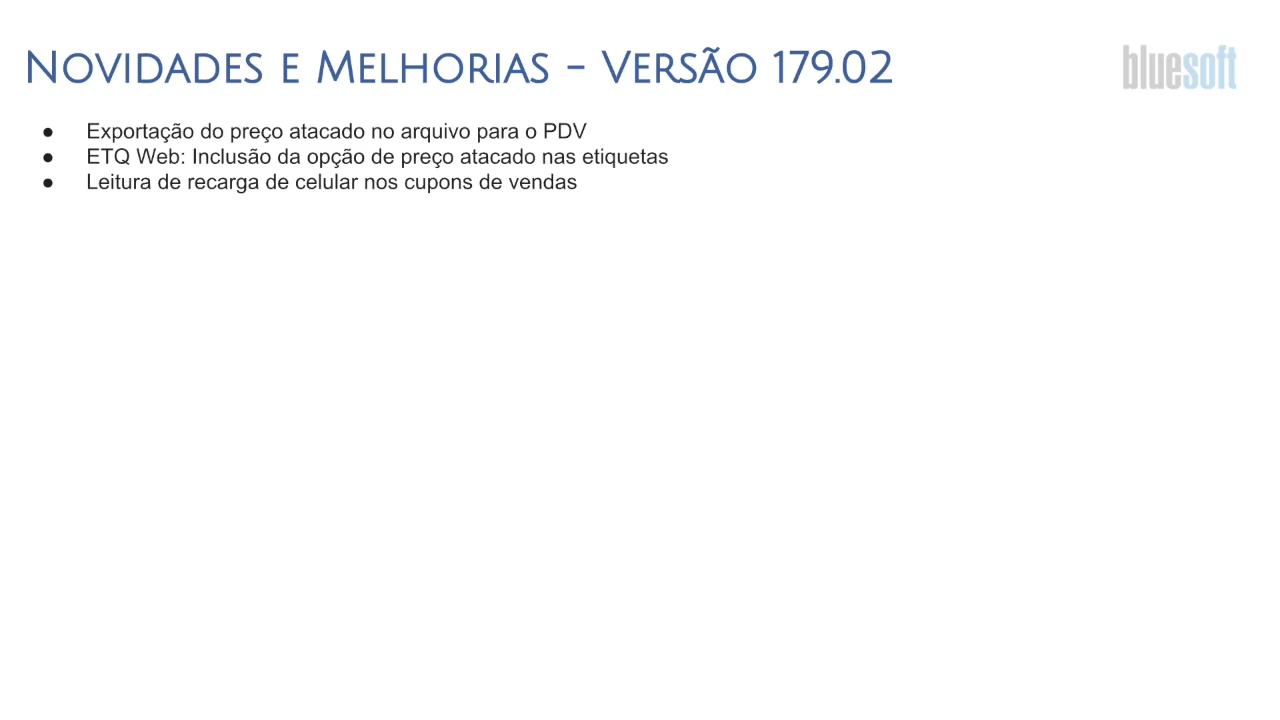 Novidades e Melhorias - Versão 179.02
bluesoft
● Exportação do preço atacado no arquivo para o PDV
● ETQ Web: Inclusão da opção de preço atacado nas etiquetas
● Leitura de recarga de celular nos cupons de vendas